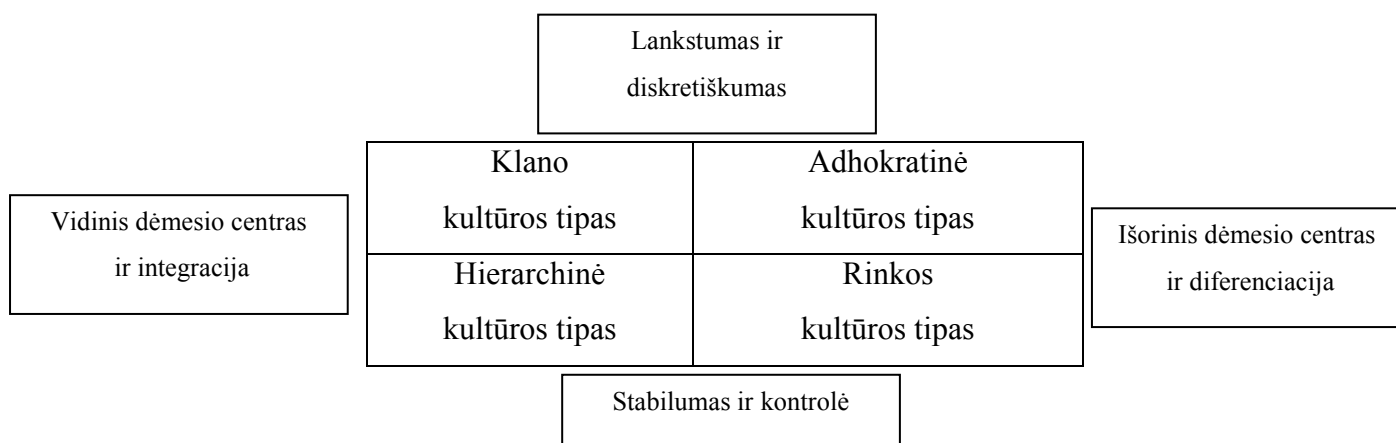 Lankstumas ir
diskretiškumas
Klano
kultūros tipas
Adhokratinė
kultūros tipas
Vidinis dėmesio centras
ir integracija
Išorinis dėmesio centras
ir diferenciacija
Hierarchinė
kultūros tipas
Rinkos
kultūros tipas
Stabilumas ir kontrolė